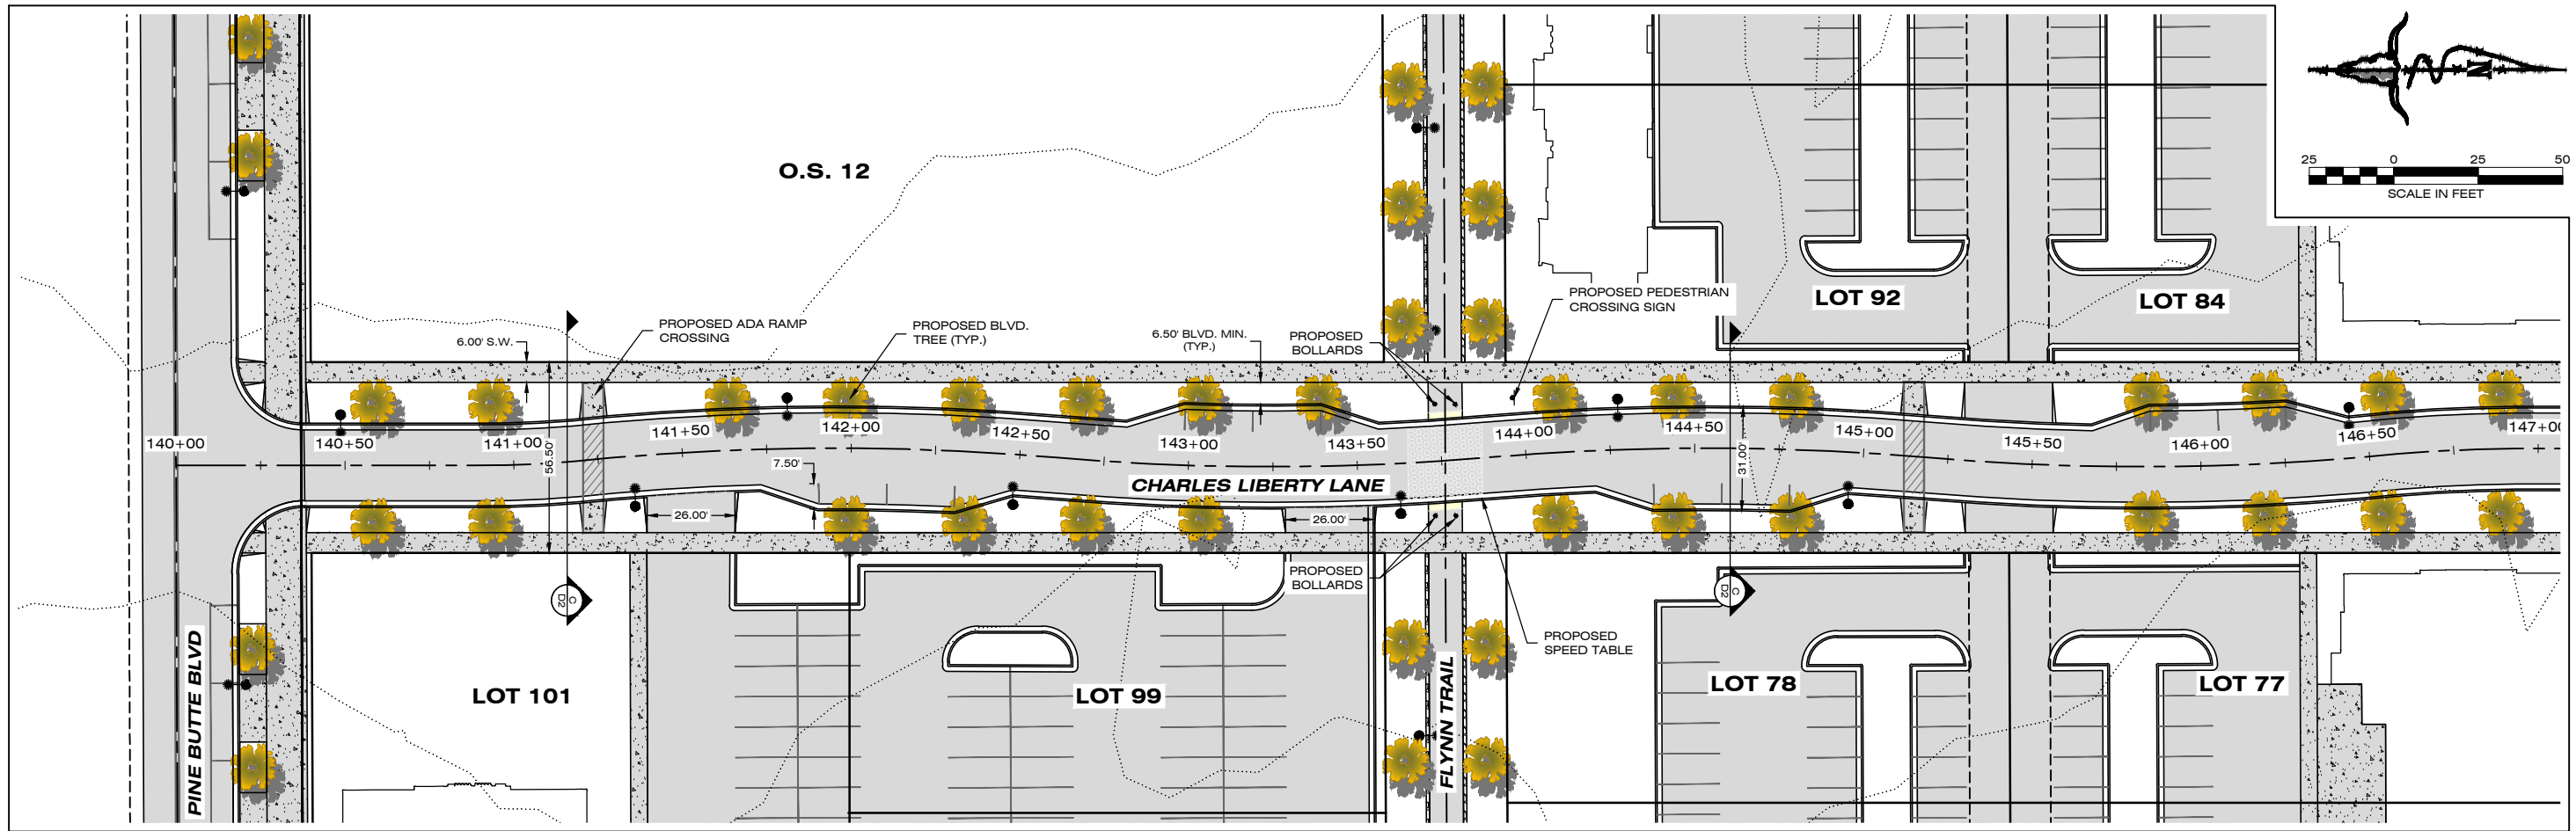 O.S. 12
N
25 0 25 50
SCALE IN FEET
LOT 92
LOT 84
PROPOSED PEDESTRIAN
CROSSING SIGN
PROPOSED ADA RAMP
CROSSING
PROPOSED BLVD.
TREE (TYP.)
6.50' BLVD. MIN.
(TYP.)
PROPOSED
BOLLARDS
6.00' S.W.
140+00
140+50
141+00
141+50
142+00
142+50
143+00
143+50
144+00
144+50
145+00
145+50
146+00
146+50
147+0
56.50'
7.50'
31.00'
CHARLES LIBERTY LANE
26.00'
26.00'
PROPOSED
BOLLARDS
C
D2
C
D2
PROPOSED
SPEED TABLE
PINE BUTTE BLVD
LOT 101
LOT 99
FLYNN TRAIL
LOT 78
LOT 77